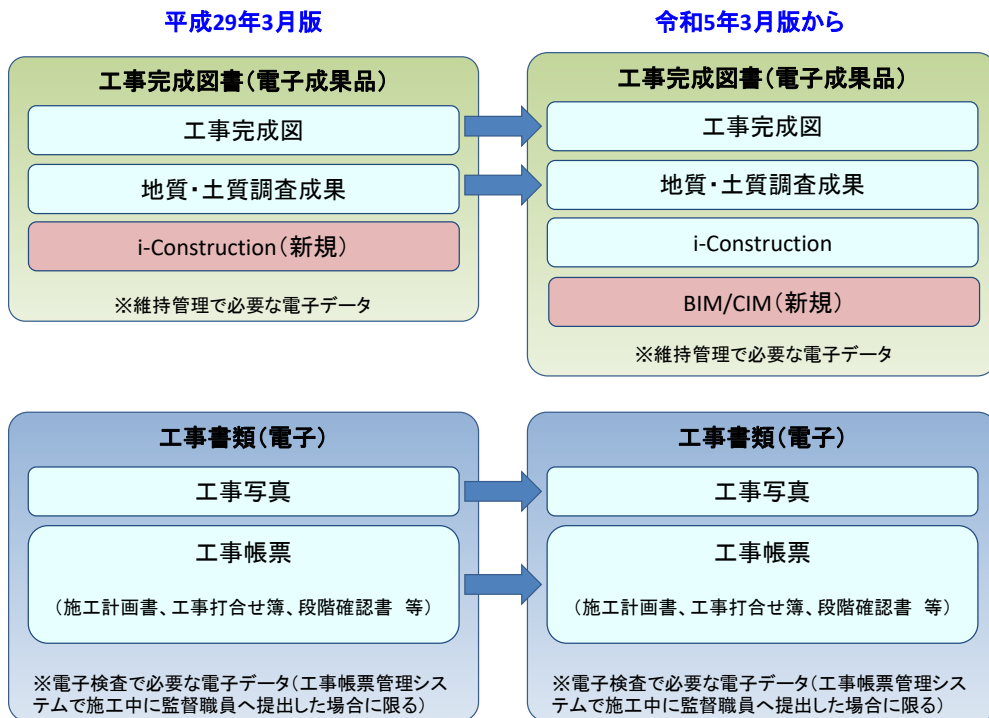 平成29年3月版
工事完成図書(電子成果品)
工事完成図
地質・土質調査成果
i-Construction(新規)
※維持管理で必要な電子データ
工事書類(電子)
工事写真
工事帳票
(施工計画書、工事打合せ簿、段階確認書 等)
※電子検査で必要な電子データ(工事帳票管理シス
テムで施工中に監督職員へ提出した場合に限る)
令和5年3月版から
工事完成図書(電子成果品)
工事完成図
地質・土質調査成果
i-Construction
BIM/CIM(新規)
※維持管理で必要な電子データ
工事書類(電子)
工事写真
工事帳票
(施工計画書、工事打合せ簿、段階確認書 等)
※電子検査で必要な電子データ(工事帳票管理シス
テムで施工中に監督職員へ提出した場合に限る)